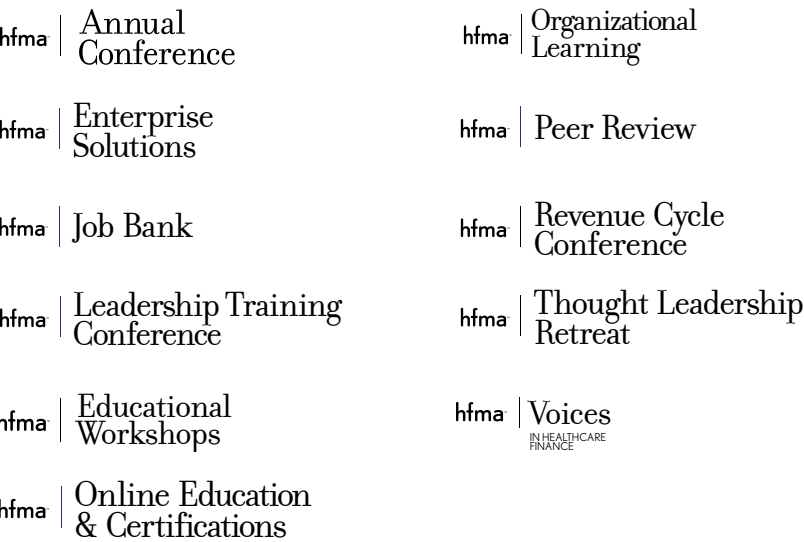 hfma Annual
Conference
hfma Enterprise
Solutions
hfma Job Bank
hfma Leadership Training
Conference
hfma Educational
Workshops
hfma Online Education
& Certifications
hfma Organizational
Learning
hfma Peer Review
hfma Revenue Cycle
Conference
hfma Thought Leadership
Retreat
hfma Voices
IN HEALTHCARE
FINANCE